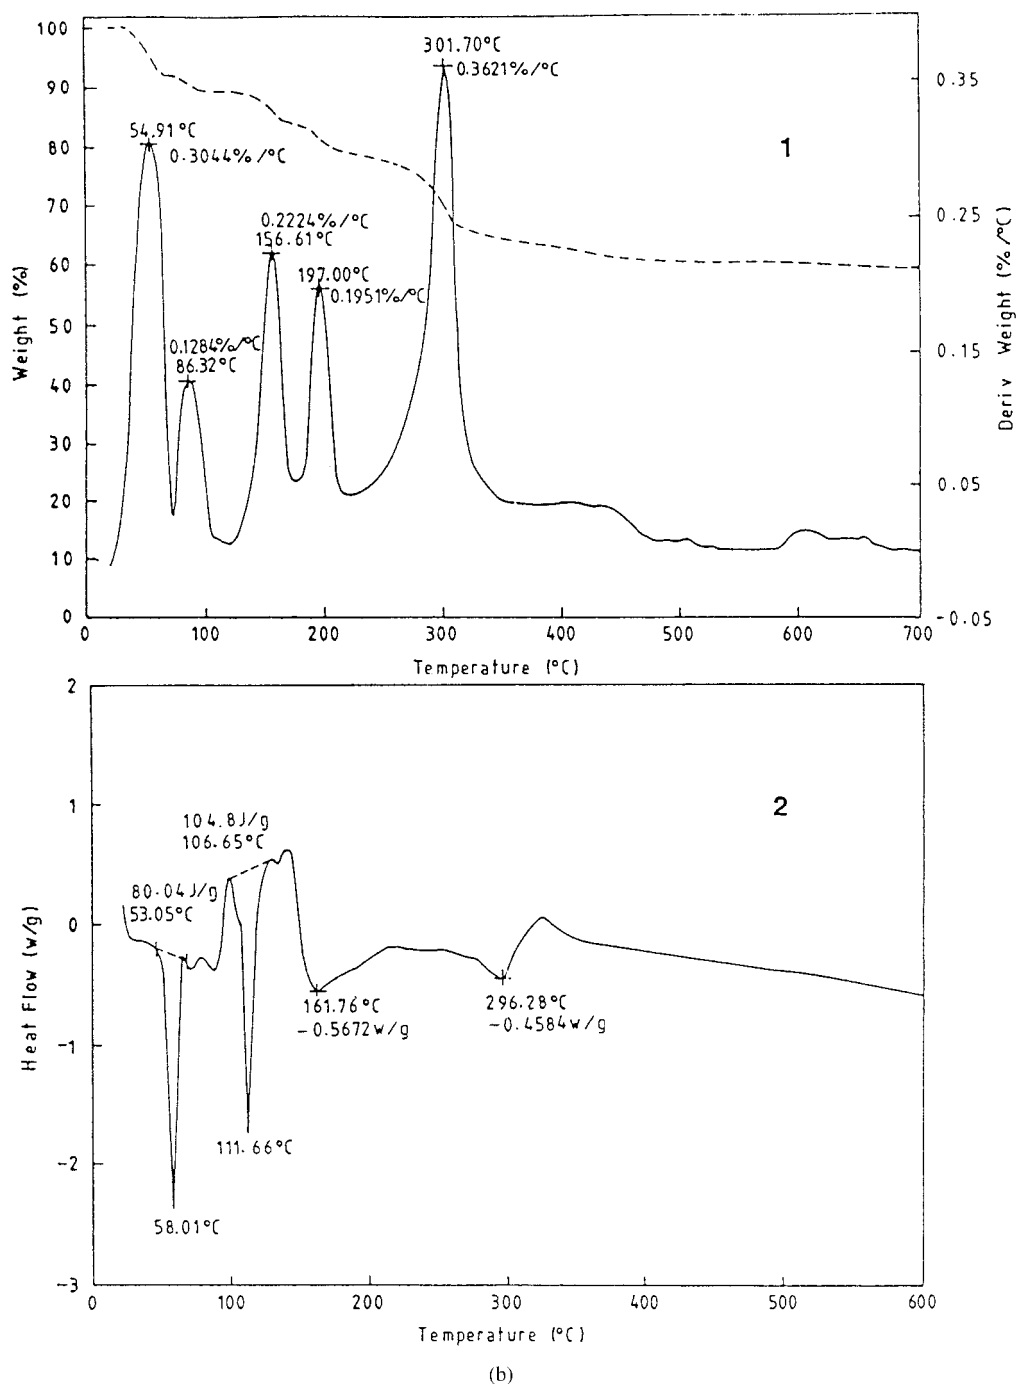 100
90
80
70
60
50
40
30
20
10
0
Weight (%)
54.91°C
0.3044%/°C
0.1284%/°C
86.32°C
0.2224%/°C
156.61°C
197.00°C
0.1951%/°C
301.70°C
0.3621%/°C
1
0.35
0.25
0.15
0.05
-0.05
Deriv Weight (%/°C)
0 100 200 300 400 500 600 700
Temperature (°C)
2
1
0
-1
-2
-3
Heat Flow (w/g)
80.04J/g
53.05°C
58.01°C
104.8J/g
106.65°C
111.66°C
161.76°C
-0.5672w/g
296.28°C
-0.4584w/g
2
0 100 200 300 400 500 600
Temperature (°C)
(b)